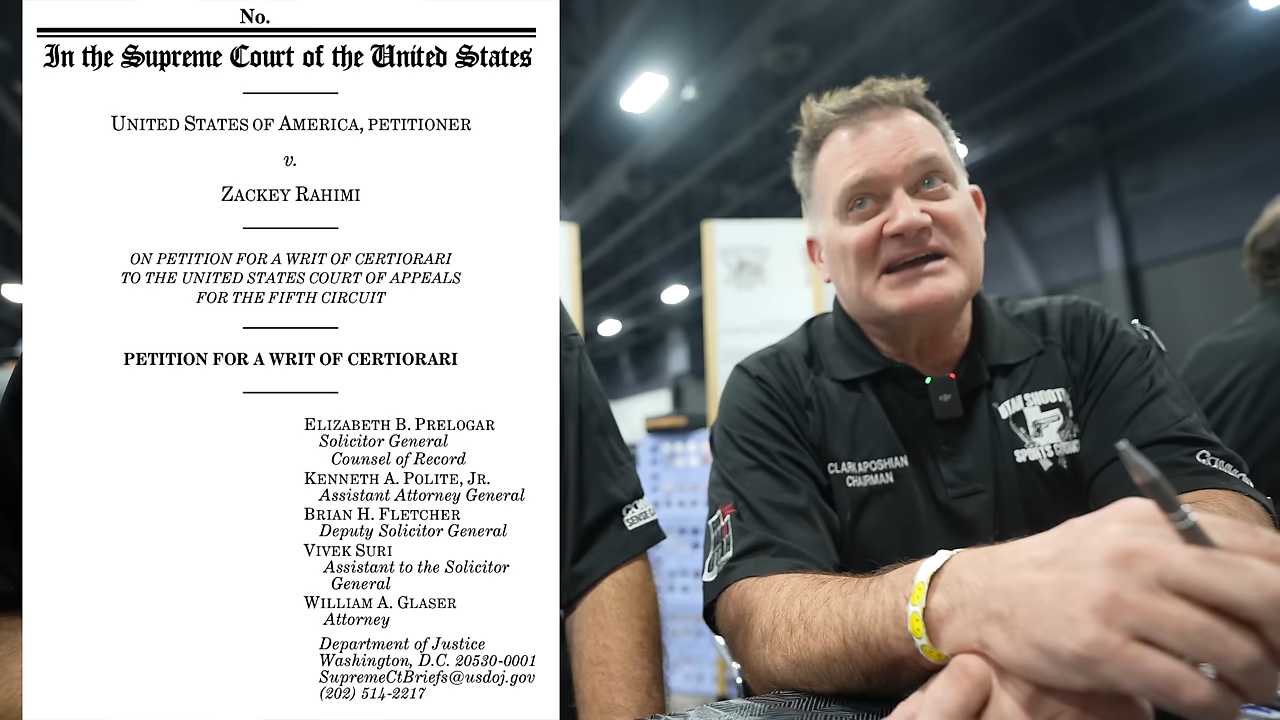 No.
In the Supreme Court of the United States
UNITED STATES OF AMERICA, PETITIONER
v.
ZACKEY RAHIMI
ON PETITION FOR A WRIT OF CERTIORARI
TO THE UNITED STATES COURT OF APPEALS
FOR THE FIFTH CIRCUIT
PETITION FOR A WRIT OF CERTIORARI
ELIZABETH B. PRELOGAR
Solicitor General
Counsel of Record
KENNETH A. POLITE, JR.
Assistant Attorney General
BRIAN H. FLETCHER
Deputy Solicitor General
VIVEK SURI
Assistant to the Solicitor
General
WILLIAM A. GLASER
Attorney
Department of Justice
Washington, D.C. 20530-0001
SupremeCtBriefs@usdoj.gov
(202) 514-2217
CLARK APOSHIAN
CHAIRMAN
UTAH SHOOTING
SPORTS COUNCIL